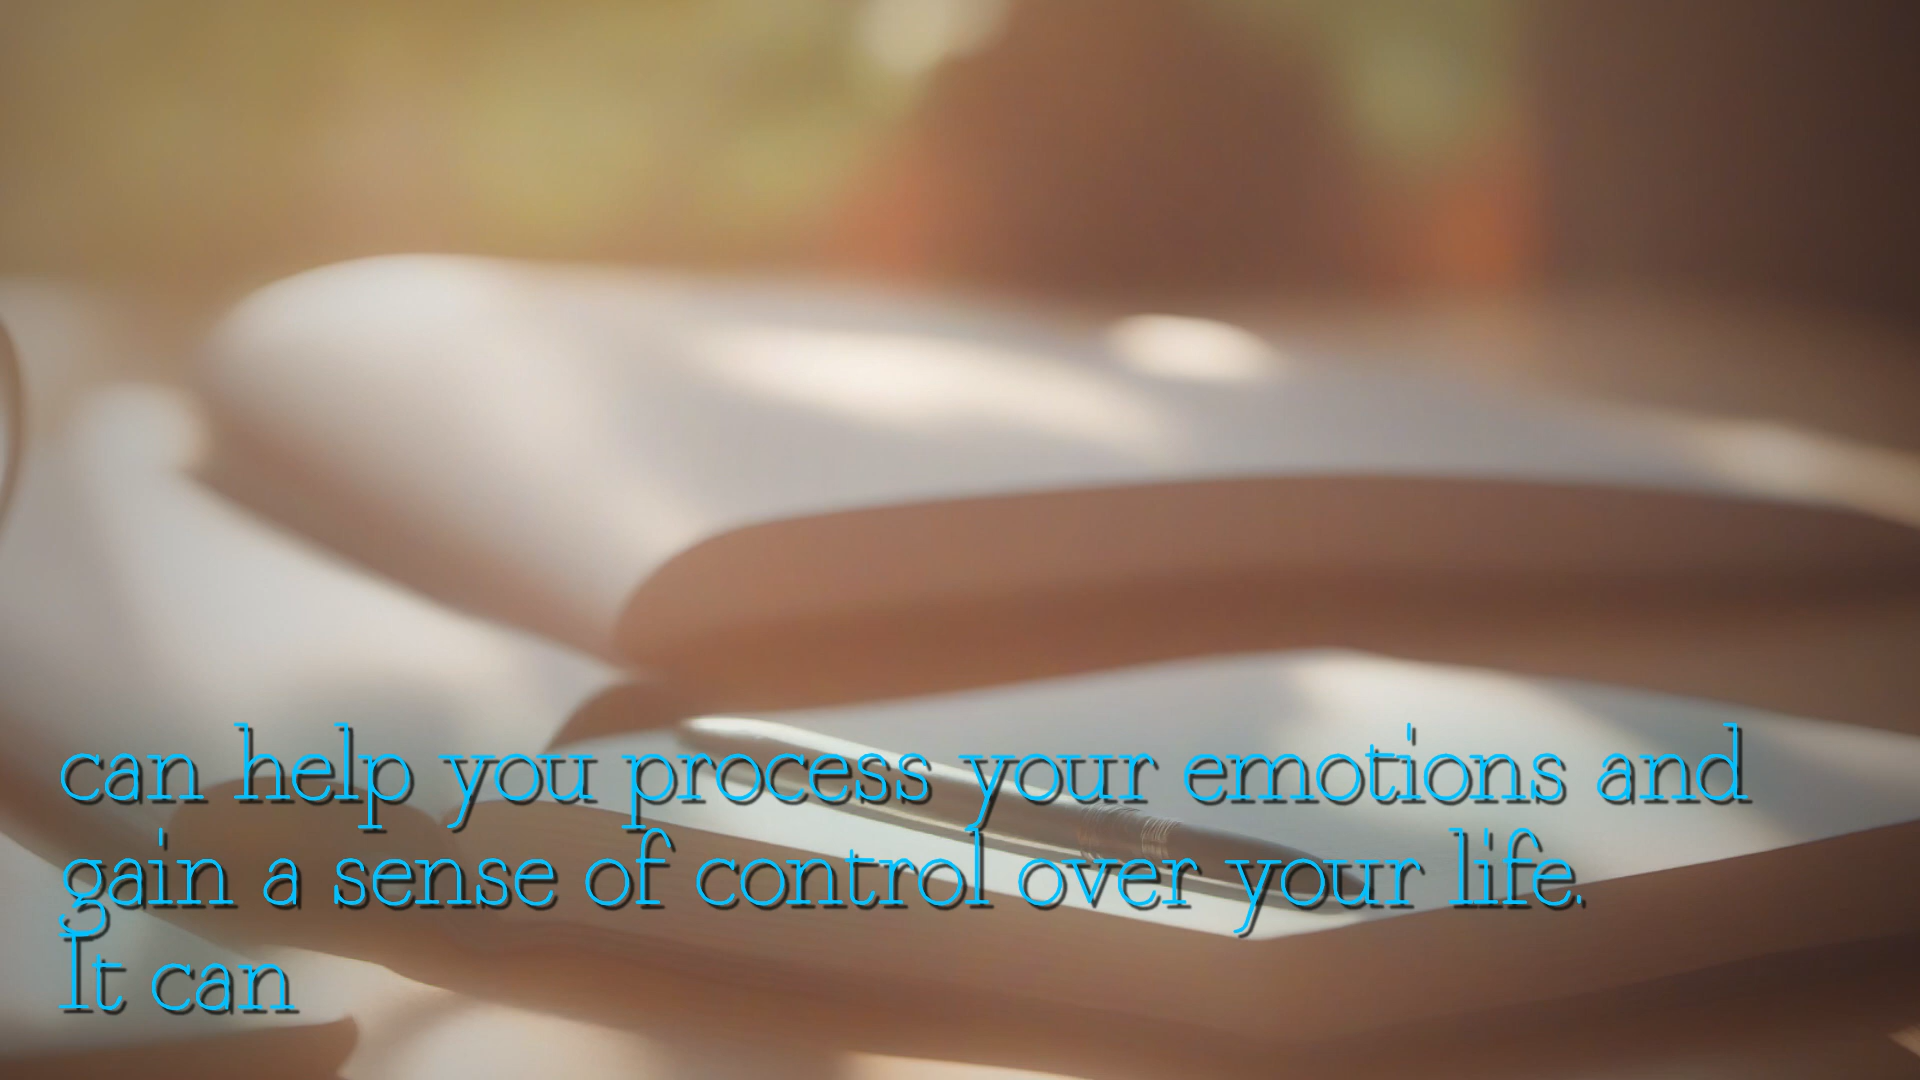 can help you process your emotions and
gain a sense of control over your life.
It can